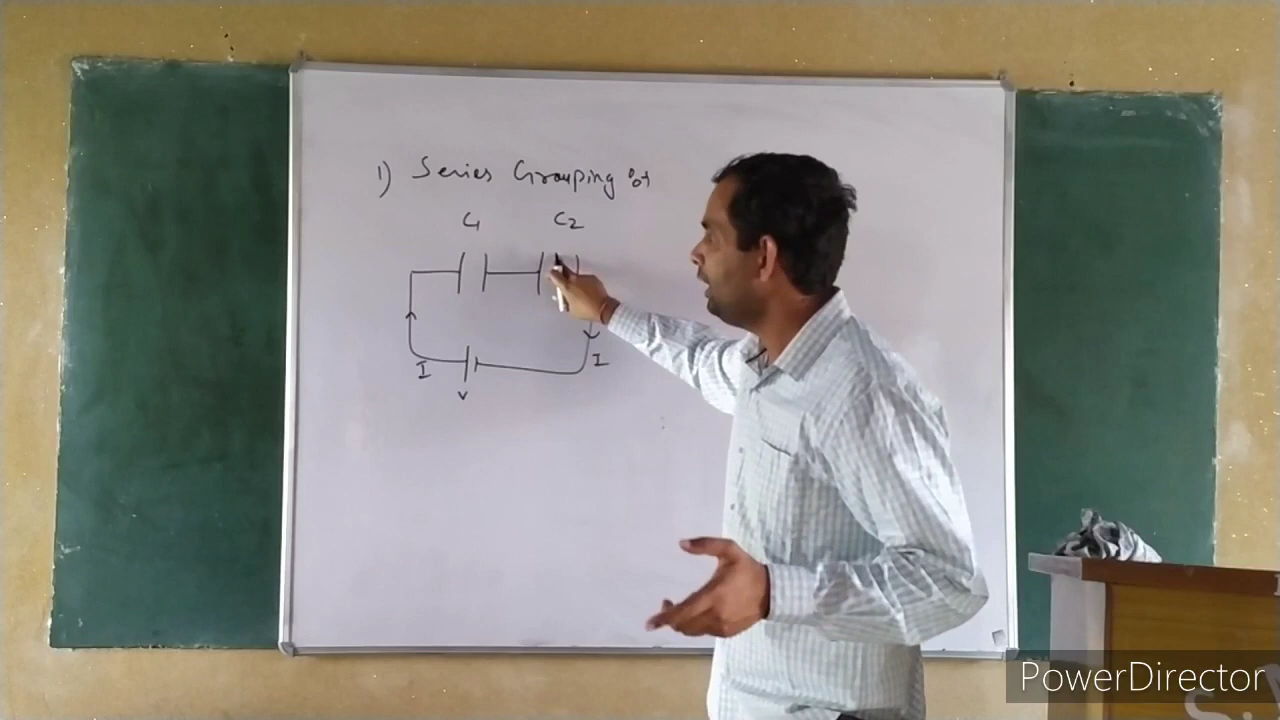 1) Series Grouping of
C1 C2
I
I
V
PowerDirector